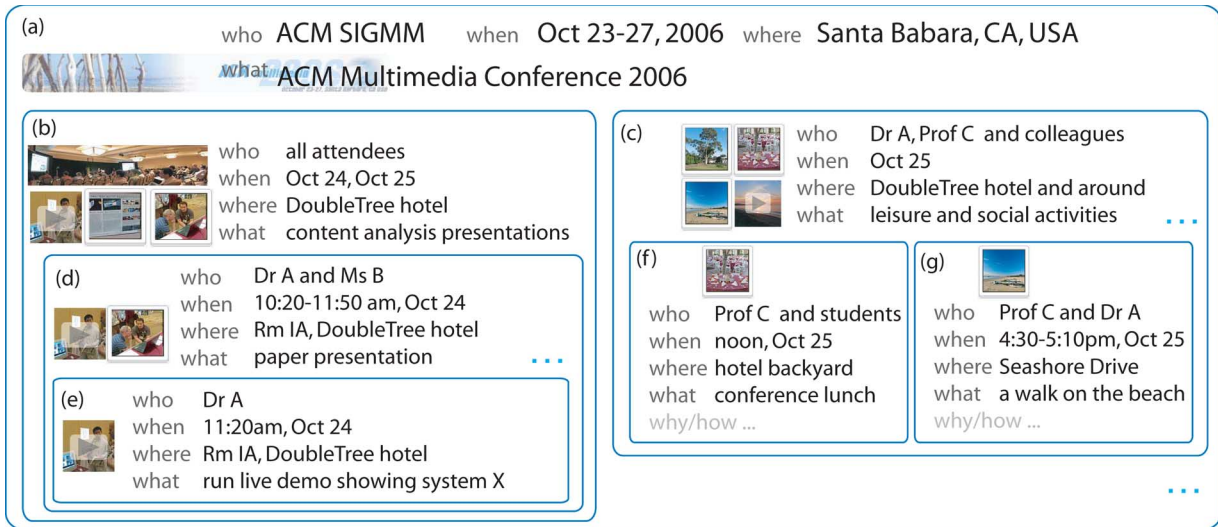 (a)
who ACM SIGMM when Oct 23-27, 2006 where Santa Babara, CA, USA
what ACM Multimedia Conference 2006
(b)
who all attendees
when Oct 24, Oct 25
where DoubleTree hotel
what content analysis presentations
(d)
who Dr A and Ms B
when 10:20-11:50 am, Oct 24
where Rm IA, DoubleTree hotel
what paper presentation
...
(e)
who Dr A
when 11:20am, Oct 24
where Rm IA, DoubleTree hotel
what run live demo showing system X
(c)
who Dr A, Prof C and colleagues
when Oct 25
where DoubleTree hotel and around
what leisure and social activities
...
(f)
who Prof C and students
when noon, Oct 25
where hotel backyard
what conference lunch
why/how ...
(g)
who Prof C and Dr A
when 4:30-5:10pm, Oct 25
where Seashore Drive
what a walk on the beach
why/how ...
...